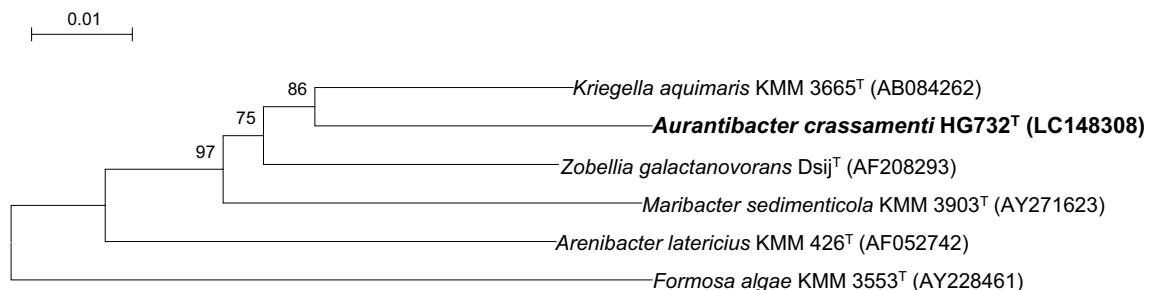 0.01
86
Kriegella aquimaris KMM 3665ᵀ (AB084262)
75
Aurantibacter crassamenti HG732ᵀ (LC148308)
97
Zobellia galactanovorans Dsijᵀ (AF208293)
Maribacter sedimenticola KMM 3903ᵀ (AY271623)
Arenibacter latericius KMM 426ᵀ (AF052742)
Formosa algae KMM 3553ᵀ (AY228461)